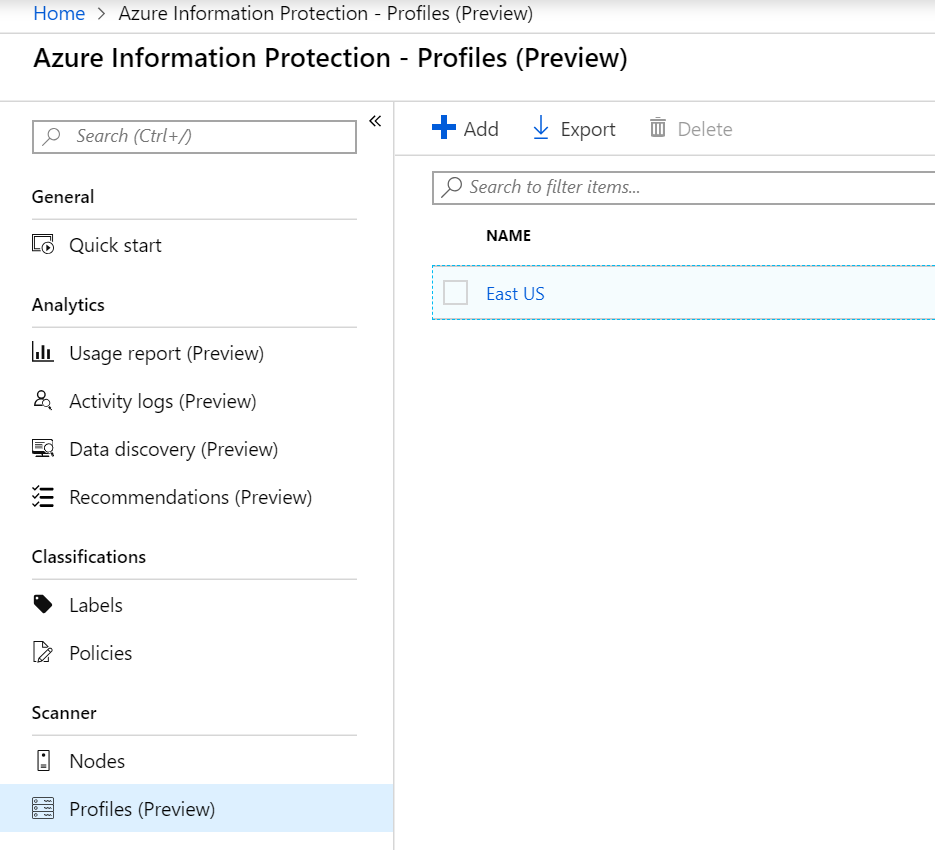 Home > Azure Information Protection - Profiles (Preview)
Azure Information Protection - Profiles (Preview)
Search (Ctrl+/)
«
General
Quick start
Analytics
Usage report (Preview)
Activity logs (Preview)
Data discovery (Preview)
Recommendations (Preview)
Classifications
Labels
Policies
Scanner
Nodes
Profiles (Preview)
Add Export Delete
Search to filter items...
NAME
East US